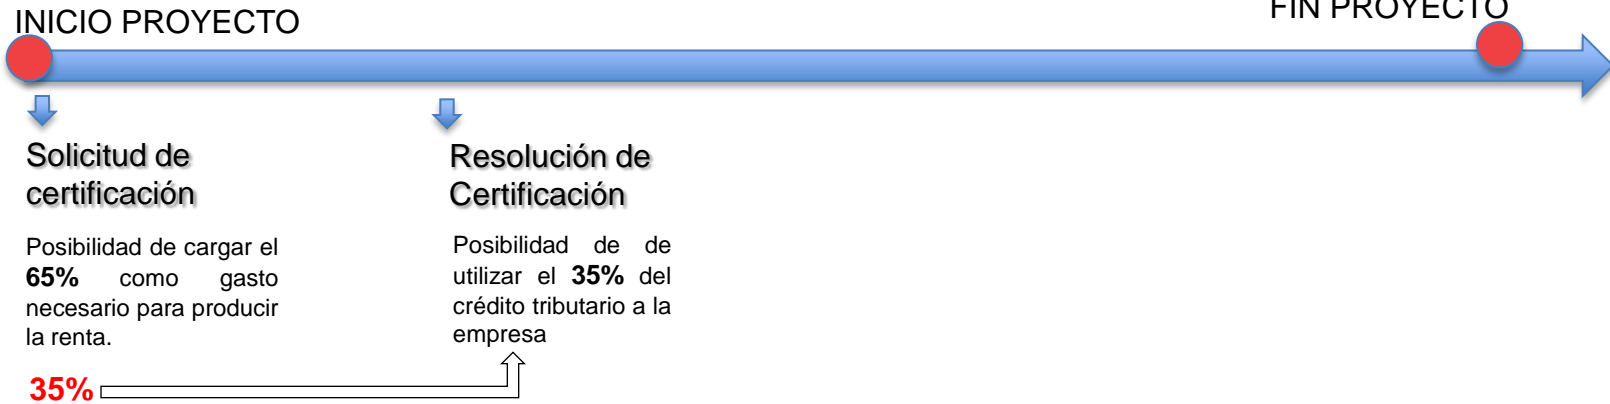 INICIO PROYECTO
FIN PROYECTO
Solicitud de
certificación
Posibilidad de cargar el
65% como gasto
necesario para producir
la renta.
35%
Resolución de
Certificación
Posibilidad de de
utilizar el 35% del
crédito tributario a la
empresa